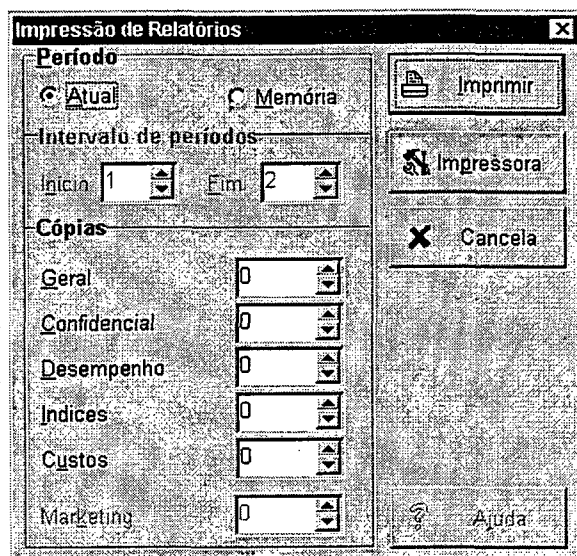 Impressão de Relatórios
Período
Atual
Memória
Intervalo de períodos
Início 1
Fim 2
Cópias
Geral 0
Confidencial 0
Desempenho 0
Índices 0
Custos 0
Marketing 0
Imprimir
Impressora
Cancela
Ajuda